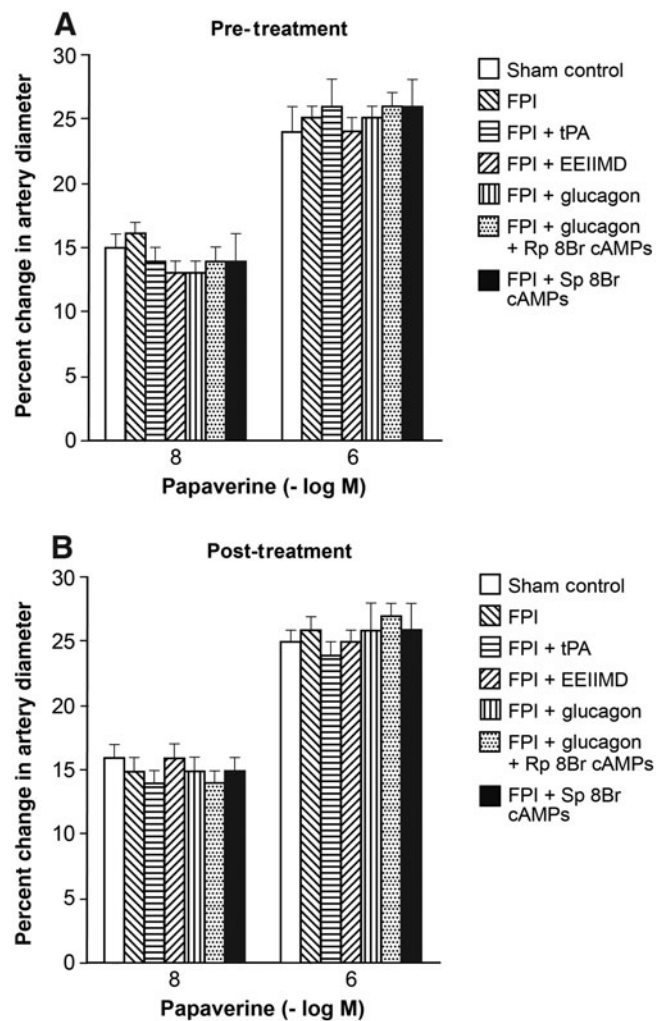 A
Pre-treatment
Percent change in artery diameter
30
25
20
15
10
5
0
8
6
Papaverine (- log M)
Sham control
FPI
FPI + tPA
FPI + EEIIMD
FPI + glucagon
FPI + glucagon
+ Rp 8Br cAMPs
FPI + Sp 8Br
cAMPs
B
Post-treatment
Percent change in artery diameter
30
25
20
15
10
5
0
8
6
Papaverine (- log M)
Sham control
FPI
FPI + tPA
FPI + EEIIMD
FPI + glucagon
FPI + glucagon
+ Rp 8Br cAMPs
FPI + Sp 8Br
cAMPs